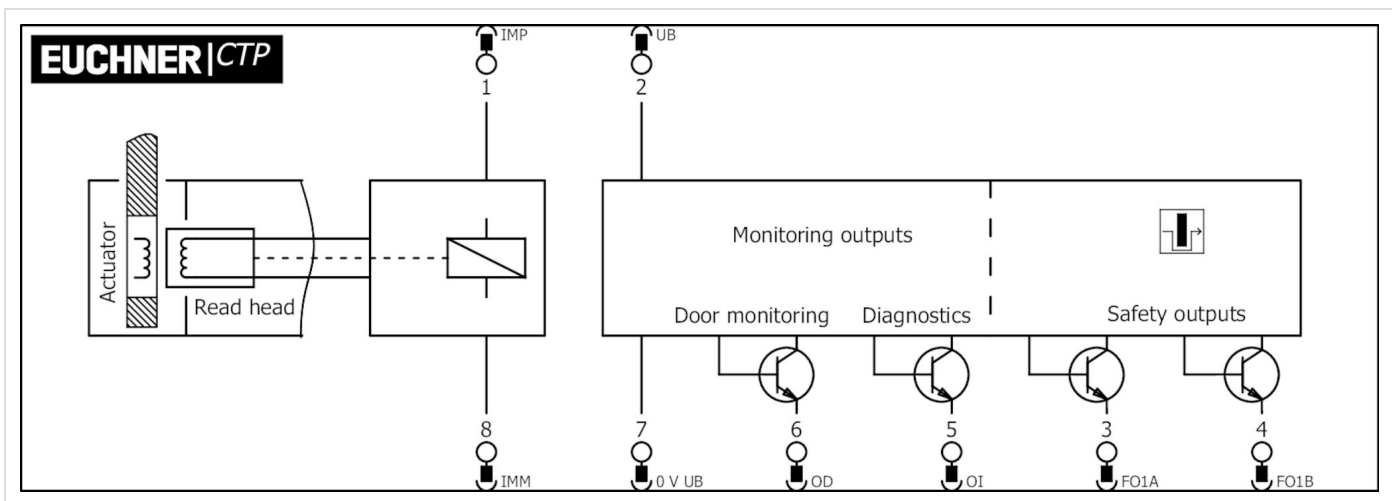 IMP UB
EUCHNER|CTP
1 2
Monitoring outputs
Actuator
Read head
Door monitoring Diagnostics Safety outputs
8 7 6 5 3 4
IMM 0 V UB OD OI FO1A FO1B